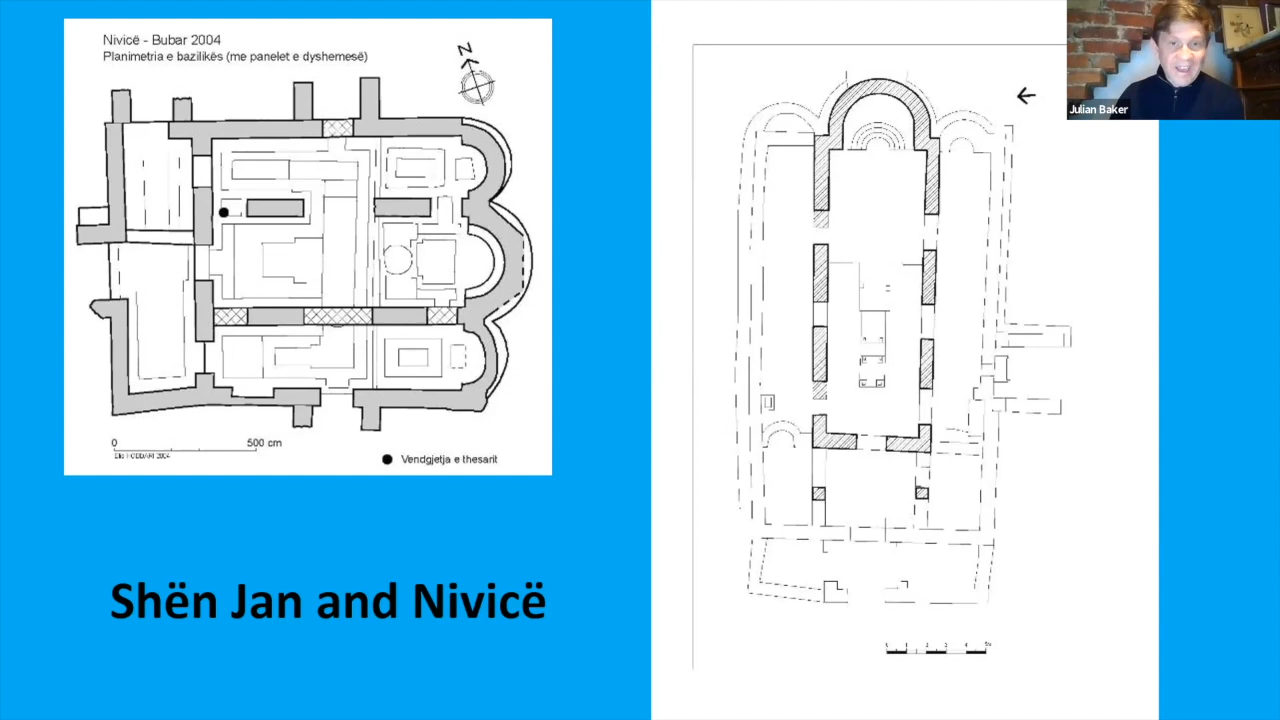 Nivicë - Bubar 2004
Planimetria e bazilikës (me panelet e dyshemesë)
Z
0 500 cm
2004
Vendgjetja e thesarit
Shën Jan and Nivicë
Julian Baker